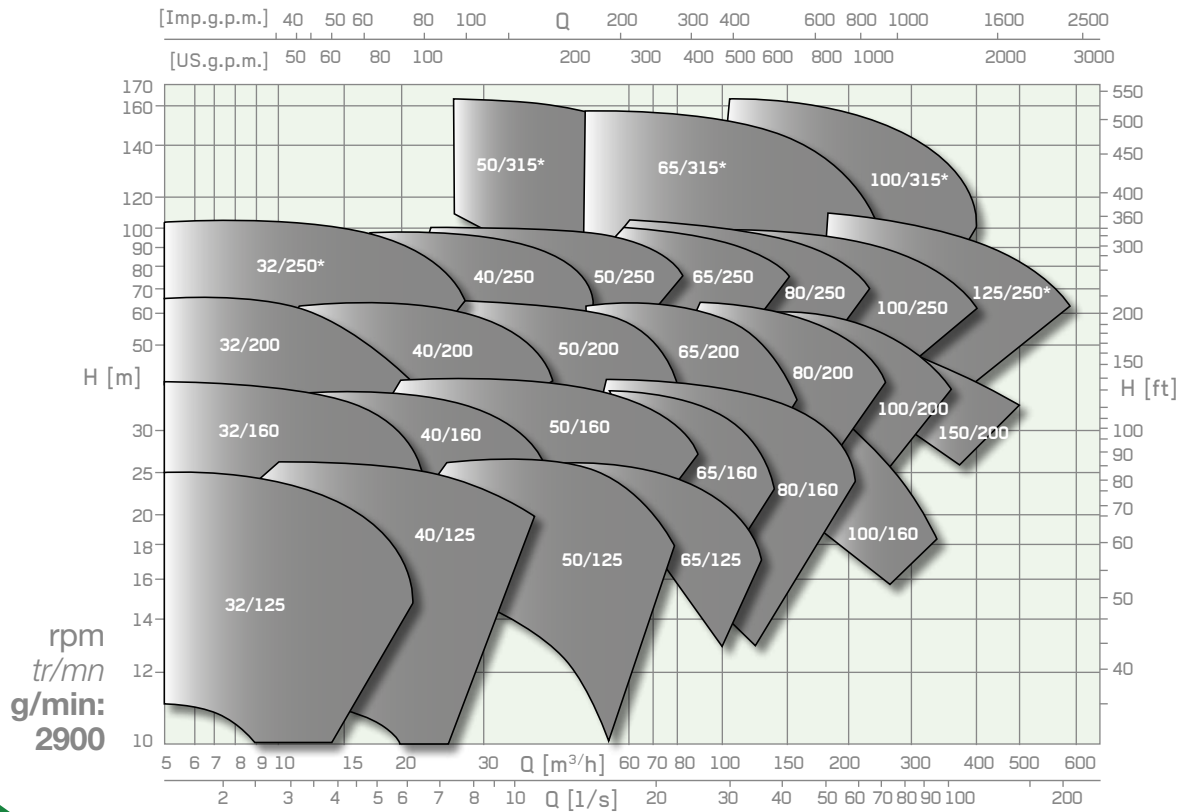 [Imp.g.p.m.] 40 50 60 80 100 Q 200 300 400 600 800 1000 1600 2500
[US.g.p.m.] 50 60 80 100 200 300 400 500 600 800 1000 2000 3000
170 550
160 500
140 450
120 400
100 360
90 300
80
70
60 200
50 150
H [m] H [ft]
30 100
25 90
20 80
18 70
16 60
14 50
12 40
10
50/315* 65/315* 100/315*
32/250* 40/250 50/250 65/250 80/250 100/250 125/250*
32/200 40/200 50/200 65/200 80/200 100/200 150/200
32/160 40/160 50/160 65/160 80/160 100/160
32/125 40/125 50/125 65/125
rpm
tr/mn
g/min:
2900
5 6 7 8 9 10 15 20 30 Q [m³/h] 60 70 80 100 150 200 300 400 500 600
2 3 4 5 6 7 8 10 Q [l/s] 20 30 40 50 60 70 80 90 100 200